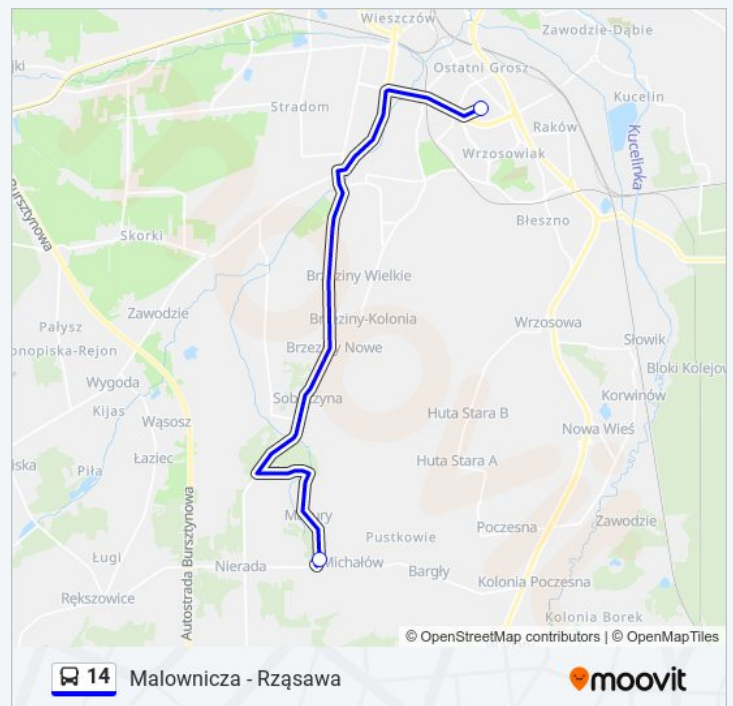 Wieszczów
Zawodzie-Dąbie
Ostatni Grosz
jki
Stradom
Kucelin
Raków
Wrzosowiak
Kucelinka
Bursztynowa
Błeszno
Skorki
Brzeziny Wielkie
Zawodzie
Brzeziny-Kolonia
Wrzosowa
Pałysz
onopiska-Rejon
Brzeziny Nowe
Słowik
Bloki Kolejow
Wygoda
Korwinów
Kijas
Huta Stara B
Wąsosz
Nowa Wieś
Łaziec
Huta Stara A
iska
Piła
Autostrada Bursztynowa
Poczesna
Zawodzie
Pustkowie
Ługi
Nierada
Michałów
Bargły
Kolonia Poczesna
Rększowice
Kolonia Borek
© OpenStreetMap contributors | © OpenMapTiles
14 Malownicza - Rząsawa
moovit